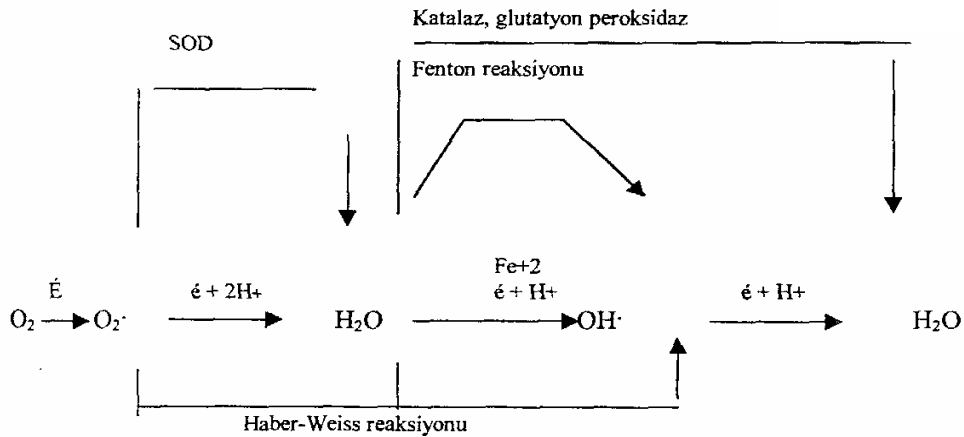 Katalaz, glutatyon peroksidaz
SOD
Fenton reaksiyonu
Fe+2
É é + 2H+ é + H+ é + H+
O₂ O₂· H₂O OH· H₂O
Haber-Weiss reaksiyonu